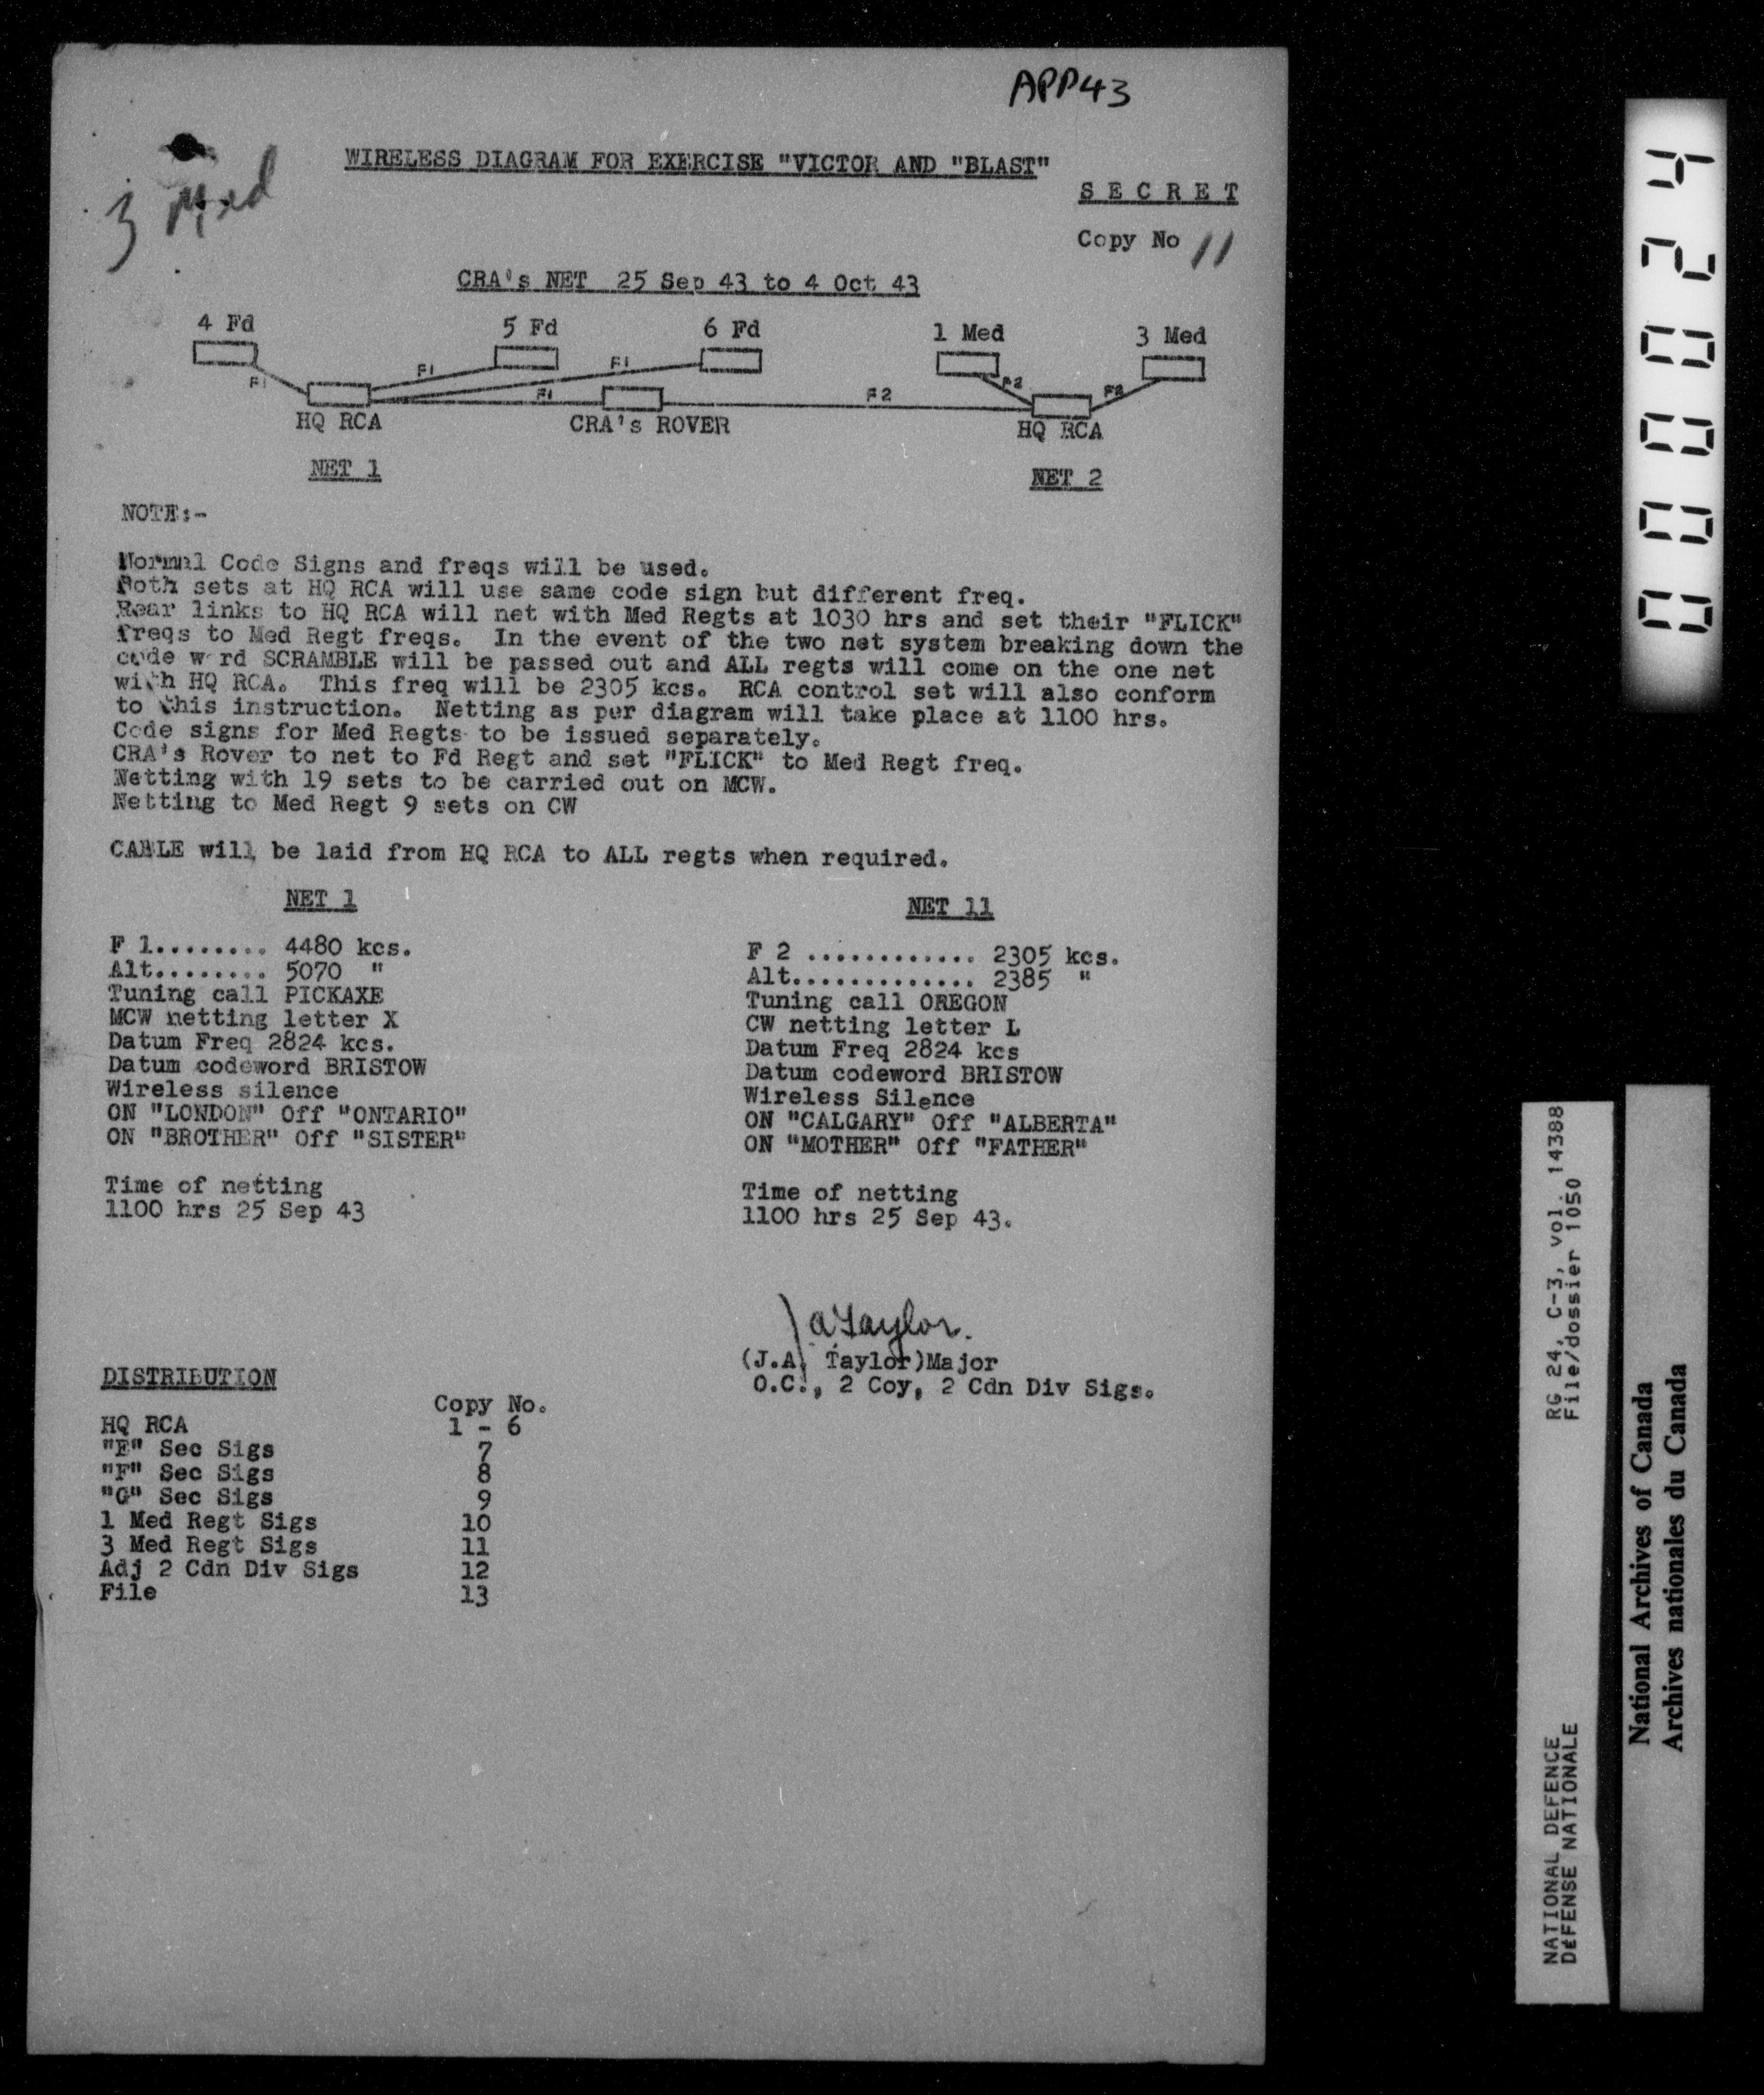 APP43
WIRELESS DIAGRAM FOR EXERCISE "VICTOR AND "BLAST"
3 Med
S E C R E T
Copy No 11
CRA's NET 25 Sep 43 to 4 Oct 43
4 Fd 5 Fd 6 Fd 1 Med 3 Med
F1 F1 F1 F1 F2 F2 F2
HQ RCA CRA's ROVER HQ RCA
NET 1 NET 2
NOTE:-
Normal Code Signs and freqs will be used.
Both sets at HQ RCA will use same code sign but different freq.
Rear links to HQ RCA will net with Med Regts at 1030 hrs and set their "FLICK"
freqs to Med Regt freqs. In the event of the two net system breaking down the
code word SCRAMBLE will be passed out and ALL regts will come on the one net
with HQ RCA. This freq will be 2305 kcs. RCA control set will also conform
to this instruction. Netting as per diagram will take place at 1100 hrs.
Code signs for Med Regts to be issued separately.
CRA's Rover to net to Fd Regt and set "FLICK" to Med Regt freq.
Netting with 19 sets to be carried out on MCW.
Netting to Med Regt 9 sets on CW
CABLE will be laid from HQ RCA to ALL regts when required.
NET 1
F 1........ 4480 kcs.
Alt........ 5070 "
Tuning call PICKAXE
MCW netting letter X
Datum Freq 2824 kcs.
Datum codeword BRISTOW
Wireless silence
ON "LONDON" Off "ONTARIO"
ON "BROTHER" Off "SISTER"
Time of netting
1100 hrs 25 Sep 43
NET 11
F 2 ............ 2305 kcs.
Alt............. 2385 "
Tuning call OREGON
CW netting letter L
Datum Freq 2824 kcs
Datum codeword BRISTOW
Wireless Silence
ON "CALGARY" Off "ALBERTA"
ON "MOTHER" Off "FATHER"
Time of netting
1100 hrs 25 Sep 43.
JATaylor.
(J.A. Taylor)Major
O.C., 2 Coy, 2 Cdn Div Sigs.
DISTRIBUTION
Copy No.
HQ RCA 1 - 6
"E" Sec Sigs 7
"F" Sec Sigs 8
"G" Sec Sigs 9
1 Med Regt Sigs 10
3 Med Regt Sigs 11
Adj 2 Cdn Div Sigs 12
File 13
000024
NATIONAL DEFENCE RG 24, C-3, vol. 14388
DÉFENSE NATIONALE File/dossier 1050
National Archives of Canada
Archives nationales du Canada